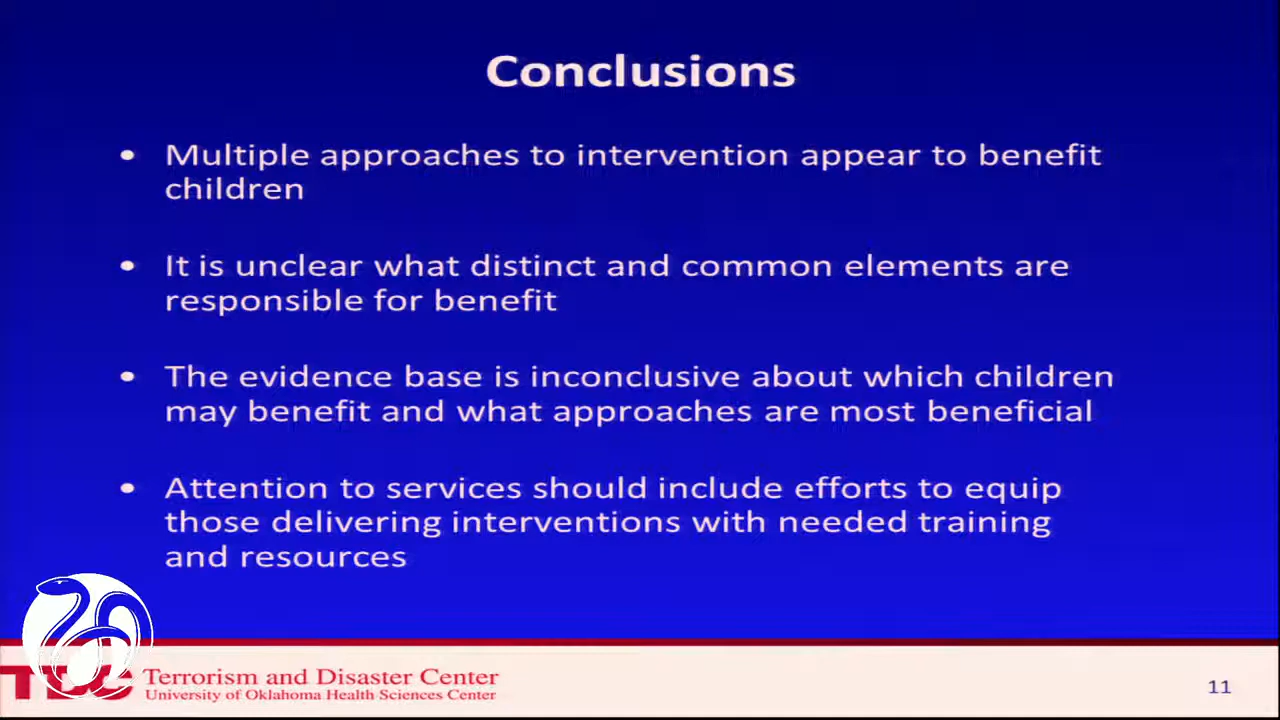 Conclusions
• Multiple approaches to intervention appear to benefit
children
• It is unclear what distinct and common elements are
responsible for benefit
• The evidence base is inconclusive about which children
may benefit and what approaches are most beneficial
• Attention to services should include efforts to equip
those delivering interventions with needed training
and resources
Terrorism and Disaster Center
University of Oklahoma Health Sciences Center
11